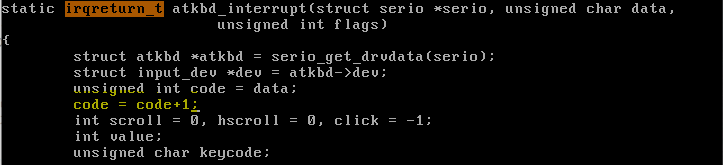 static irqreturn_t atkbd_interrupt(struct serio *serio, unsigned char data,
unsigned int flags)
{
struct atkbd *atkbd = serio_get_drvdata(serio);
struct input_dev *dev = atkbd->dev;
unsigned int code = data;
code = code+1;
int scroll = 0, hscroll = 0, click = -1;
int value;
unsigned char keycode;